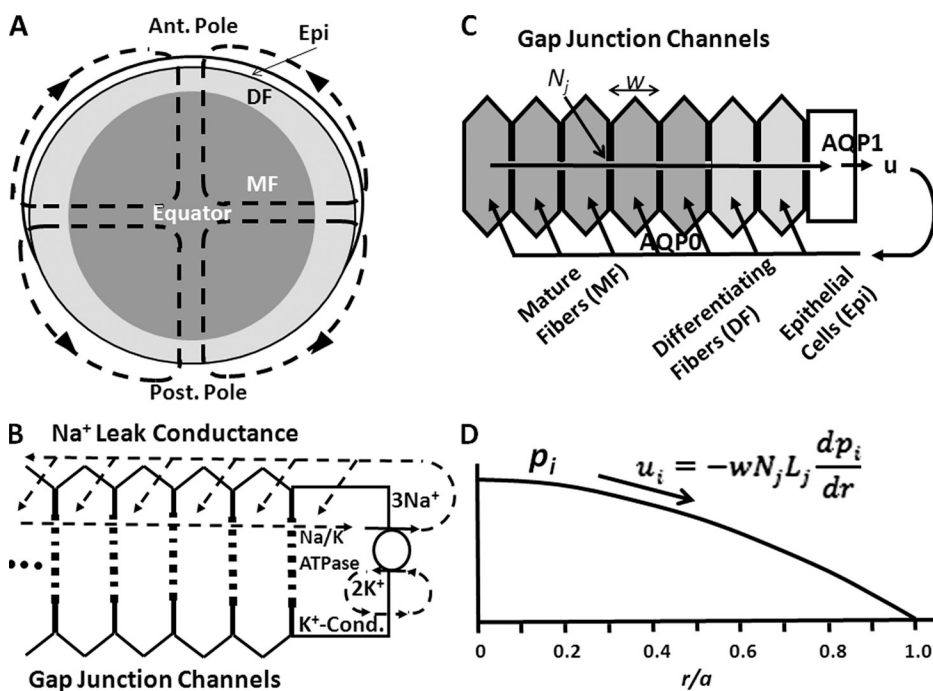 A
Ant. Pole
Epi
DF
MF
Equator
Post. Pole
B
Na⁺ Leak Conductance
3Na⁺
Na/K
ATPase
2K⁺
K⁺-Cond.
Gap Junction Channels
C
Gap Junction Channels
N_j
w
AQP1
u
AQP0
Mature
Fibers (MF)
Differentiating
Fibers (DF)
Epithelial
Cells (Epi)
D
p_i
u_i = -wN_jL_j dp_i/dr
0 0.2 0.4 0.6 0.8 1.0
r/a